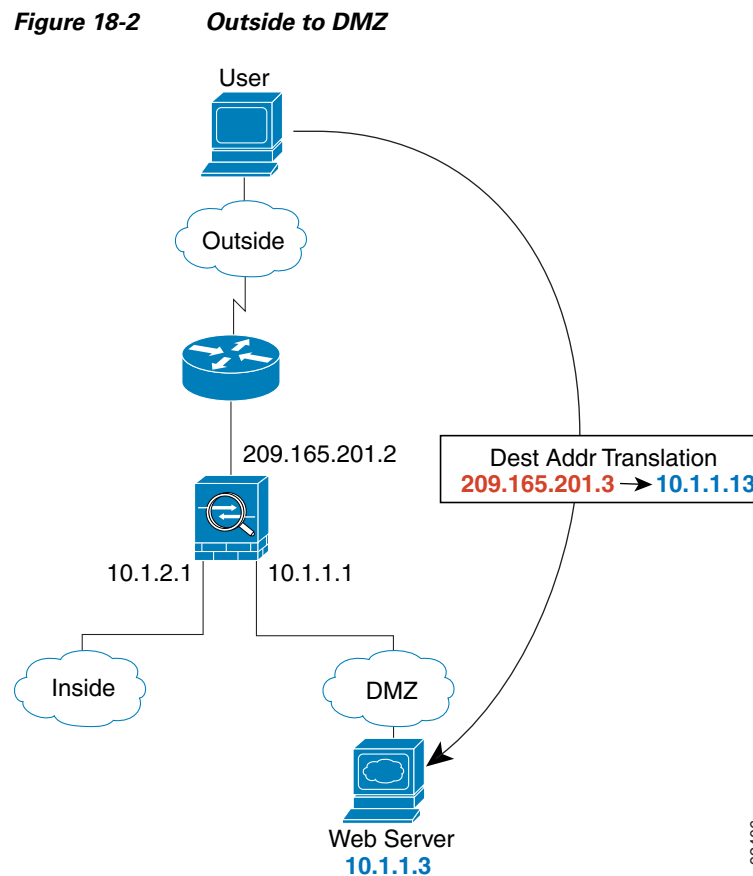 Figure 18-2 Outside to DMZ
User
Outside
209.165.201.2
Dest Addr Translation
209.165.201.3 → 10.1.1.13
10.1.2.1
10.1.1.1
Inside
DMZ
Web Server
10.1.1.3